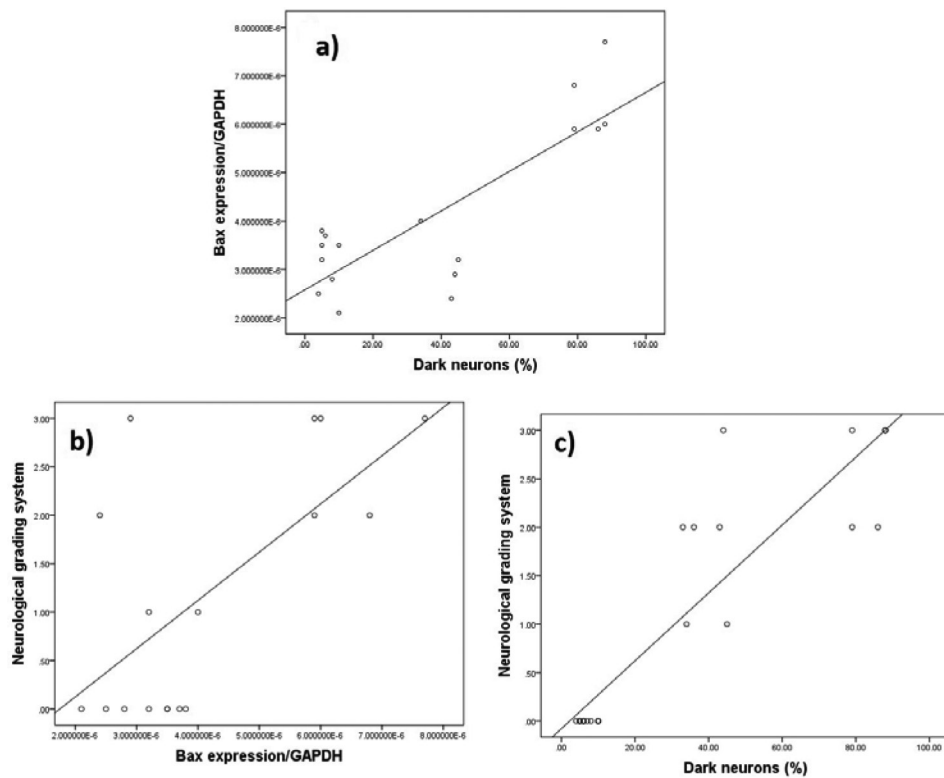 a)
8.000000E-6
7.000000E-6
6.000000E-6
5.000000E-6
4.000000E-6
3.000000E-6
2.000000E-6
Bax expression/GAPDH
.00 20.00 40.00 60.00 80.00 100.00
Dark neurons (%)
b)
3.00
2.50
2.00
1.50
1.00
.50
.00
Neurological grading system
2.000000E-6 3.000000E-6 4.000000E-6 5.000000E-6 6.000000E-6 7.000000E-6 8.000000E-6
Bax expression/GAPDH
c)
3.00
2.50
2.00
1.50
1.00
.50
.00
Neurological grading system
.00 20.00 40.00 60.00 80.00 100.00
Dark neurons (%)